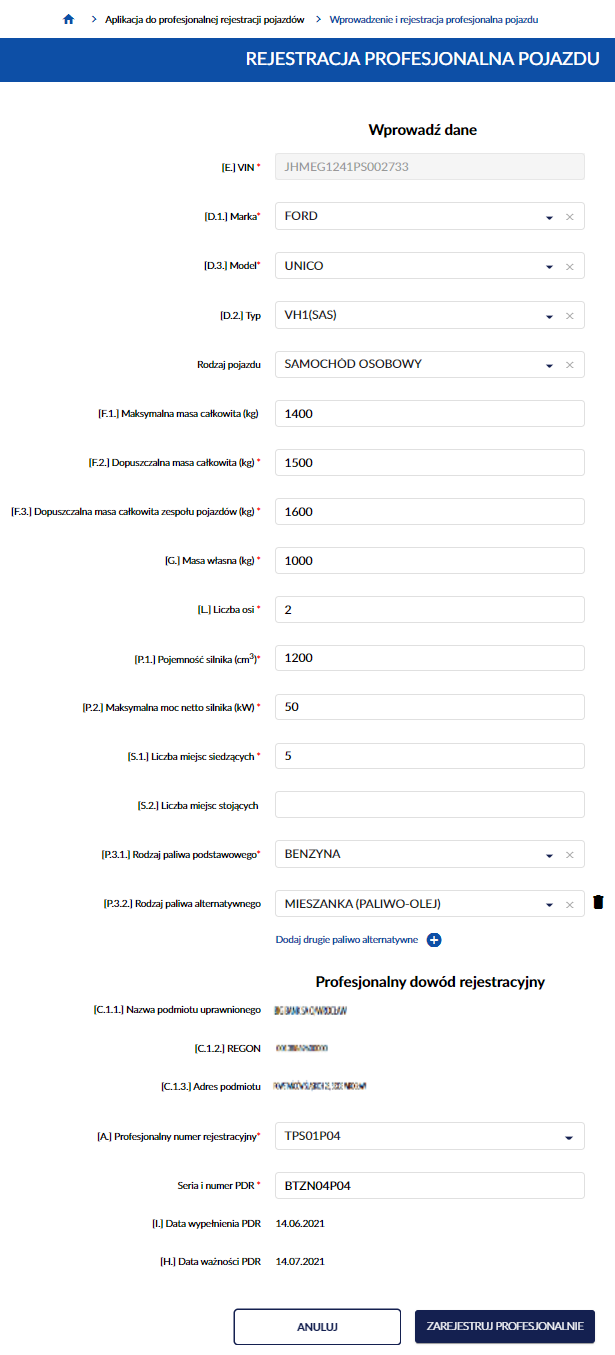 Aplikacja do profesjonalnej rejestracji pojazdów > Wprowadzenie i rejestracja profesjonalna pojazdu
REJESTRACJA PROFESJONALNA POJAZDU
Wprowadź dane
[E.] VIN * JHMEG1241PS002733
[D.1.] Marka* FORD
[D.3.] Model* UNICO
[D.2.] Typ VH1(SAS)
Rodzaj pojazdu SAMOCHÓD OSOBOWY
[F.1.] Maksymalna masa całkowita (kg) 1400
[F.2.] Dopuszczalna masa całkowita (kg) * 1500
[F.3.] Dopuszczalna masa całkowita zespołu pojazdów (kg) * 1600
[G.] Masa własna (kg) * 1000
[L.] Liczba osi * 2
[P.1.] Pojemność silnika (cm³)* 1200
[P.2.] Maksymalna moc netto silnika (kW) * 50
[S.1.] Liczba miejsc siedzących * 5
[S.2.] Liczba miejsc stojących
[P.3.1.] Rodzaj paliwa podstawowego* BENZYNA
[P.3.2.] Rodzaj paliwa alternatywnego MIESZANKA (PALIWO-OLEJ)
Dodaj drugie paliwo alternatywne
Profesjonalny dowód rejestracyjny
[C.1.1.] Nazwa podmiotu uprawnionego
[C.1.2.] REGON
[C.1.3.] Adres podmiotu
[A.] Profesjonalny numer rejestracyjny* TPS01P04
Seria i numer PDR * BTZN04P04
[I.] Data wypełnienia PDR 14.06.2021
[H.] Data ważności PDR 14.07.2021
ANULUJ ZAREJESTRUJ PROFESJONALNIE